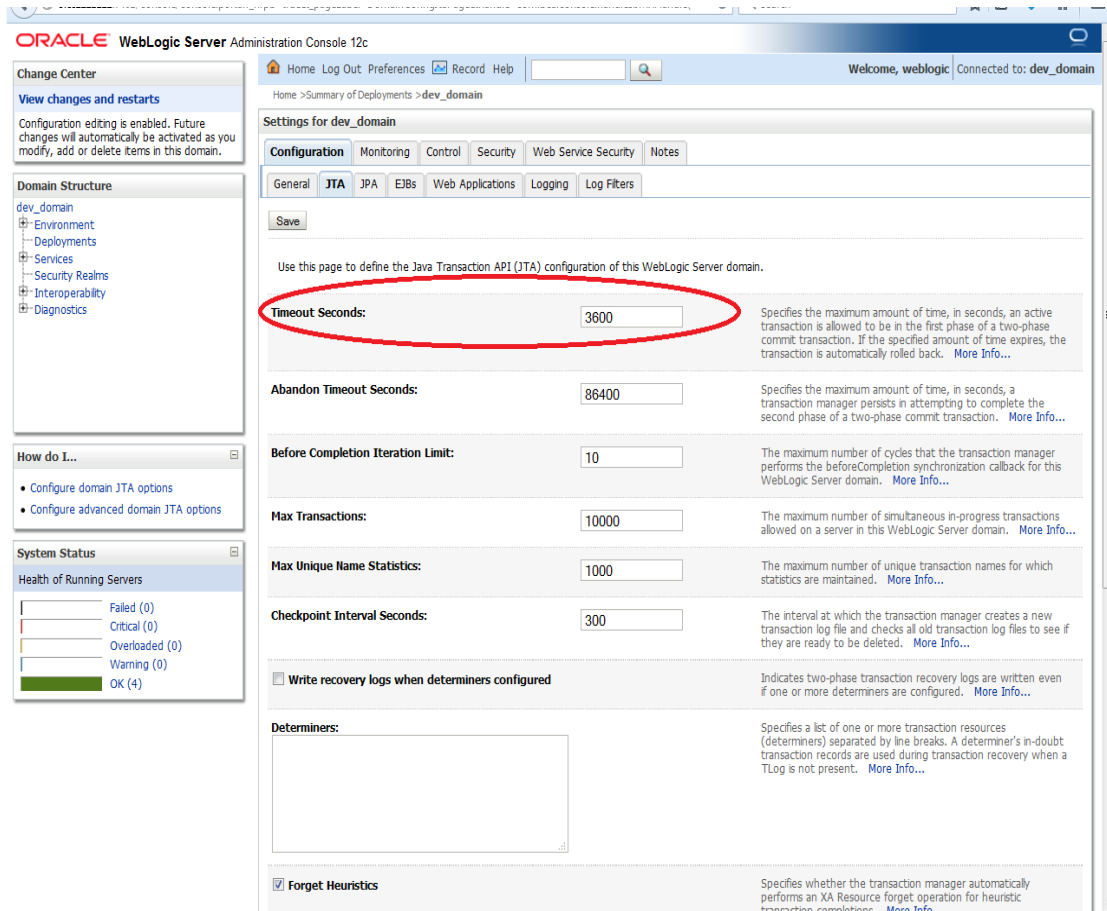 ORACLE WebLogic Server Administration Console 12c
Change Center
View changes and restarts
Configuration editing is enabled. Future
changes will automatically be activated as you
modify, add or delete items in this domain.
Domain Structure
dev_domain
Environment
Deployments
Services
Security Realms
Interoperability
Diagnostics
How do I...
Configure domain JTA options
Configure advanced domain JTA options
System Status
Health of Running Servers
Failed (0)
Critical (0)
Overloaded (0)
Warning (0)
OK (4)
Home Log Out Preferences Record Help
Welcome, weblogic Connected to: dev_domain
Home >Summary of Deployments >dev_domain
Settings for dev_domain
Configuration Monitoring Control Security Web Service Security Notes
General JTA JPA EJBs Web Applications Logging Log Filters
Save
Use this page to define the Java Transaction API (JTA) configuration of this WebLogic Server domain.
Timeout Seconds: 3600
Specifies the maximum amount of time, in seconds, an active
transaction is allowed to be in the first phase of a two-phase
commit transaction. If the specified amount of time expires, the
transaction is automatically rolled back. More Info...
Abandon Timeout Seconds: 86400
Specifies the maximum amount of time, in seconds, a
transaction manager persists in attempting to complete the
second phase of a two-phase commit transaction. More Info...
Before Completion Iteration Limit: 10
The maximum number of cycles that the transaction manager
performs the beforeCompletion synchronization callback for this
WebLogic Server domain. More Info...
Max Transactions: 10000
The maximum number of simultaneous in-progress transactions
allowed on a server in this WebLogic Server domain. More Info...
Max Unique Name Statistics: 1000
The maximum number of unique transaction names for which
statistics are maintained. More Info...
Checkpoint Interval Seconds: 300
The interval at which the transaction manager creates a new
transaction log file and checks all old transaction log files to see if
they are ready to be deleted. More Info...
Write recovery logs when determiners configured
Indicates two-phase transaction recovery logs are written even
if one or more determiners are configured. More Info...
Determiners:
Specifies a list of one or more transaction resources
(determiners) separated by line breaks. A determiner's in-doubt
transaction records are used during transaction recovery when a
TLog is not present. More Info...
Forget Heuristics
Specifies whether the transaction manager automatically
performs an XA Resource forget operation for heuristic
transaction completions. More Info...